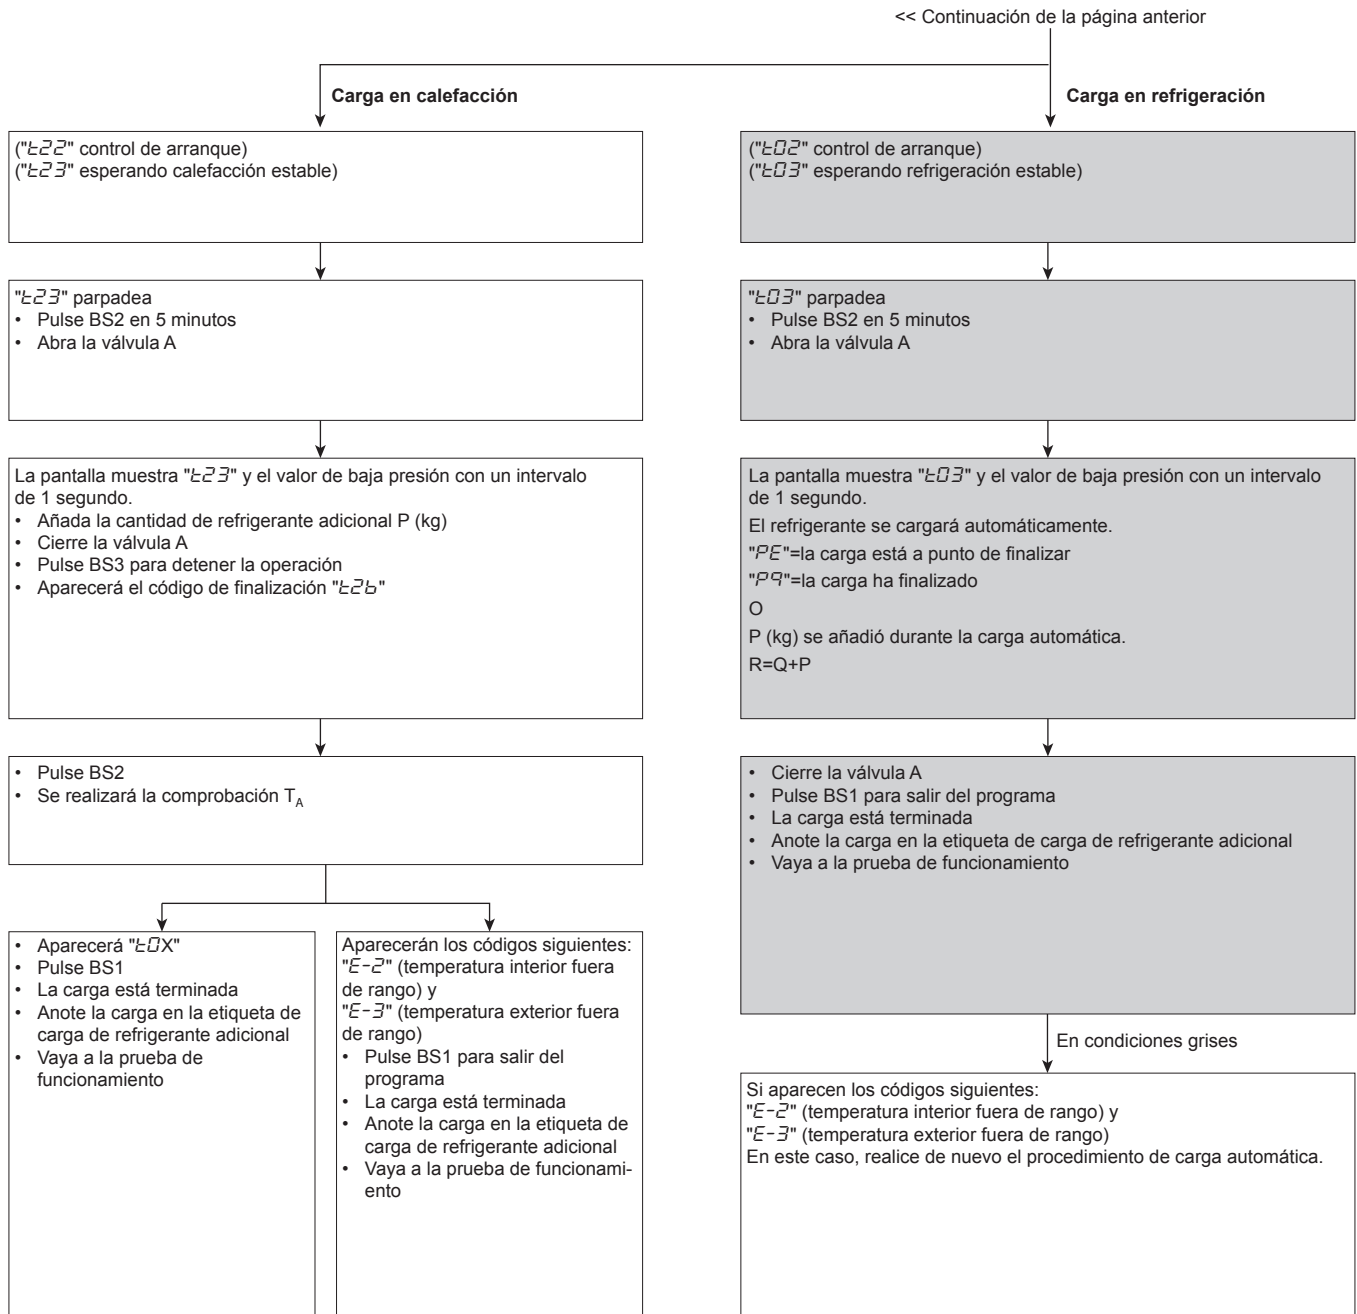 << Continuación de la página anterior
Carga en calefacción
("t22" control de arranque)
("t23" esperando calefacción estable)
"t23" parpadea
• Pulse BS2 en 5 minutos
• Abra la válvula A
La pantalla muestra "t23" y el valor de baja presión con un intervalo
de 1 segundo.
• Añada la cantidad de refrigerante adicional P (kg)
• Cierre la válvula A
• Pulse BS3 para detener la operación
• Aparecerá el código de finalización "t2b"
• Pulse BS2
• Se realizará la comprobación TA
• Aparecerá "t0X"
• Pulse BS1
• La carga está terminada
• Anote la carga en la etiqueta de
carga de refrigerante adicional
• Vaya a la prueba de
funcionamiento
Aparecerán los códigos siguientes:
"E-2" (temperatura interior fuera
de rango) y
"E-3" (temperatura exterior fuera
de rango)
• Pulse BS1 para salir del
programa
• La carga está terminada
• Anote la carga en la etiqueta de
carga de refrigerante adicional
• Vaya a la prueba de funcionami-
ento
Carga en refrigeración
("t02" control de arranque)
("t03" esperando refrigeración estable)
"t03" parpadea
• Pulse BS2 en 5 minutos
• Abra la válvula A
La pantalla muestra "t03" y el valor de baja presión con un intervalo
de 1 segundo.
El refrigerante se cargará automáticamente.
"PE"=la carga está a punto de finalizar
"P9"=la carga ha finalizado
O
P (kg) se añadió durante la carga automática.
R=Q+P
• Cierre la válvula A
• Pulse BS1 para salir del programa
• La carga está terminada
• Anote la carga en la etiqueta de carga de refrigerante adicional
• Vaya a la prueba de funcionamiento
En condiciones grises
Si aparecen los códigos siguientes:
"E-2" (temperatura interior fuera de rango) y
"E-3" (temperatura exterior fuera de rango)
En este caso, realice de nuevo el procedimiento de carga automática.